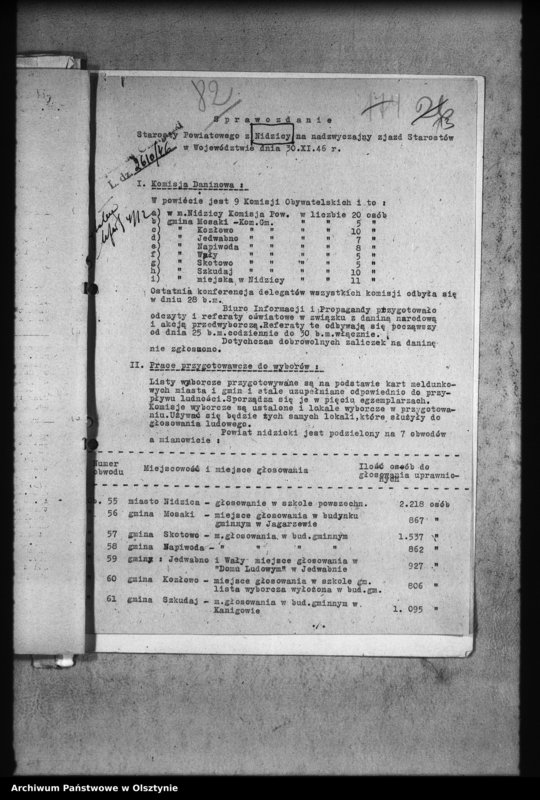 82
S p r a w o z d a n i e
Starosty Powiatowego z Nidzicy na nadzwyczajny zjazd Starostów
w Województwie dnia 30.XI.46 r.
I. Komisja Daninowa :
W powiecie jest 9 Komisji Obywatelskich i to :
a) w m.Nidzicy Komisja Pow. w liczbie 20 osób
b) gmina Mosaki -Kom.Gm. " " 5 "
c) " Kozłowo " " " " 10 "
d) " Jedwabno " " " " 7 "
e) " Napiwoda " " " " 8 "
f) " Wały " " " " 5 "
g) " Skotowo " " " " 5 "
h) " Szkudaj " " " " 10 "
i) " miejska w Nidzicy " " 11 "
Ostatnia konferencja delegatów wszystkich komisji odbyła się
w dniu 28 b.m.
Biuro Informacji i Propagandy przygotowało
odczyty i referaty oświatowe w związku z daniną narodową
i akcją przedwyborczą.Referaty te odbywają się począwszy
od dnia 25 b.m.codziennie do 30 b.m.włącznie.
Dotychczas dobrowolnych zaliczek na daninę
nie zgłoszono.
II. Prace przygotowawcze do wyborów :
Listy wyborcze przygotowywane są na podstawie kart meldunko-
wych miasta i gmin i stale uzupełniane odpowiednio do przy-
pływu ludności.Sporządza się je w pięciu egzemplarzach.
Komisje wyborcze są ustalone i lokale wyborcze w przygotowa-
niu.Używać się będzie tych samych lokali,które służyły do
głosowania ludowego.
Powiat nidzicki jest podzielony na 7 obwodów
a mianowicie :
Numer
obwodu
Miejscowość i miejsce głosowania
Ilość osób do
głosowania uprawnio-
nych
b. 55 miasto Nidzica - głosowanie w szkole powszechn. 2.218 osób
56 gmina Mosaki - miejsce głosowania w budynku
gminnym w Jagarzewie 867 "
57 gmina Skotowo - m.głosowania w bud.gminnym 1.537 "
58 gmina Napiwoda - " " " " 862 "
59 gminy : Jedwabno i Wały miejsce głosowania w
"Domu Ludowym" w Jedwabnie 927 "
60 gmina Kozłowo - miejsce głosowania w szkole gm.
lista wyborcza wyłożona w bud.gm. 806 "
61 gmina Szkudaj - m.głosowania w bud.gminnym w
Kanigowie 1. 095 "
./.
Archiwum Państwowe w Olsztynie